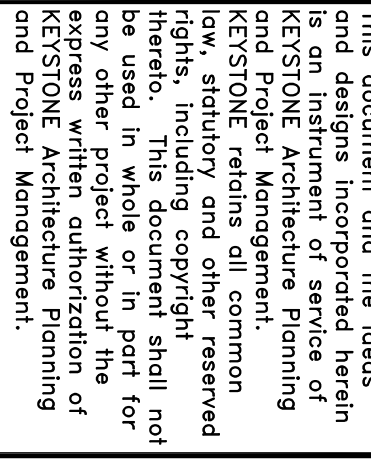 This document and the ideas
and designs incorporated herein
is an instrument of service of
KEYSTONE Architecture Planning
and Project Management.
KEYSTONE retains all common
law, statutory and other reserved
rights, including copyright
thereto. This document shall not
be used in whole or in part for
any other project without the
express written authorization of
KEYSTONE Architecture Planning
and Project Management.